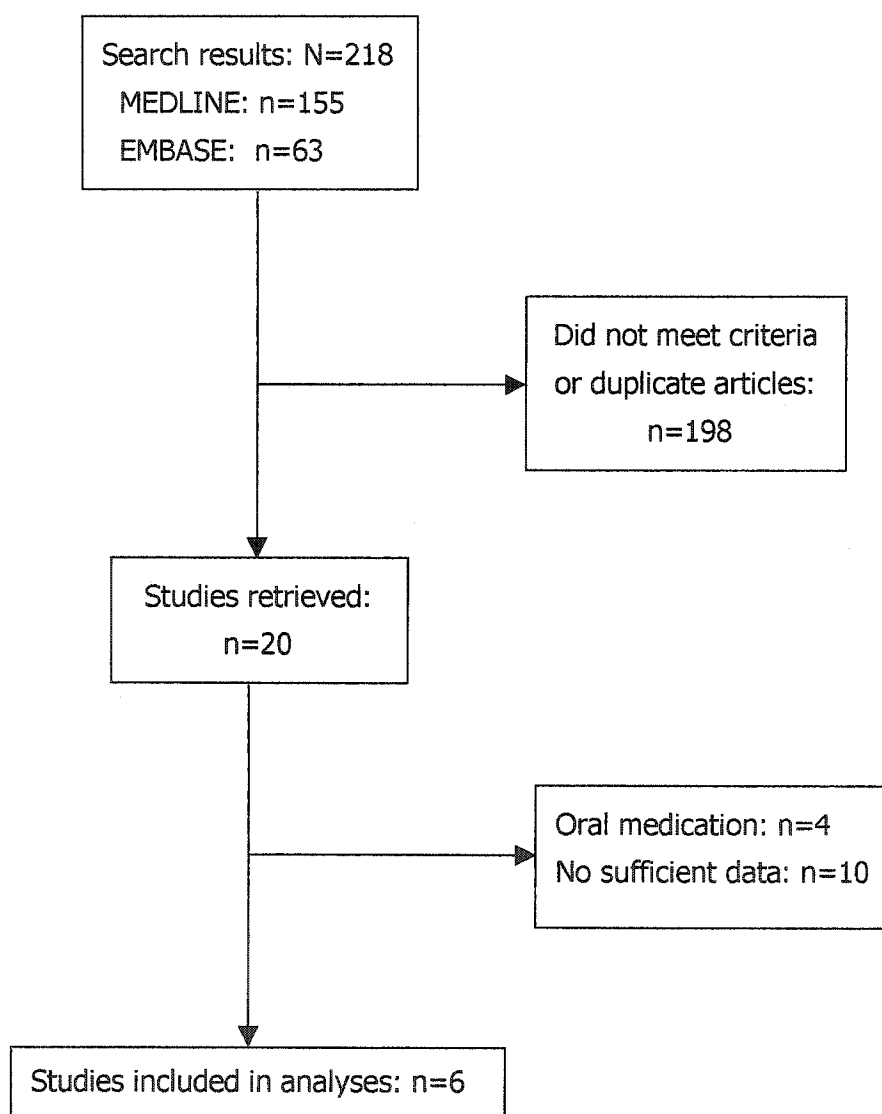 Search results: N=218
MEDLINE: n=155
EMBASE: n=63
Did not meet criteria
or duplicate articles:
n=198
Studies retrieved:
n=20
Oral medication: n=4
No sufficient data: n=10
Studies included in analyses: n=6